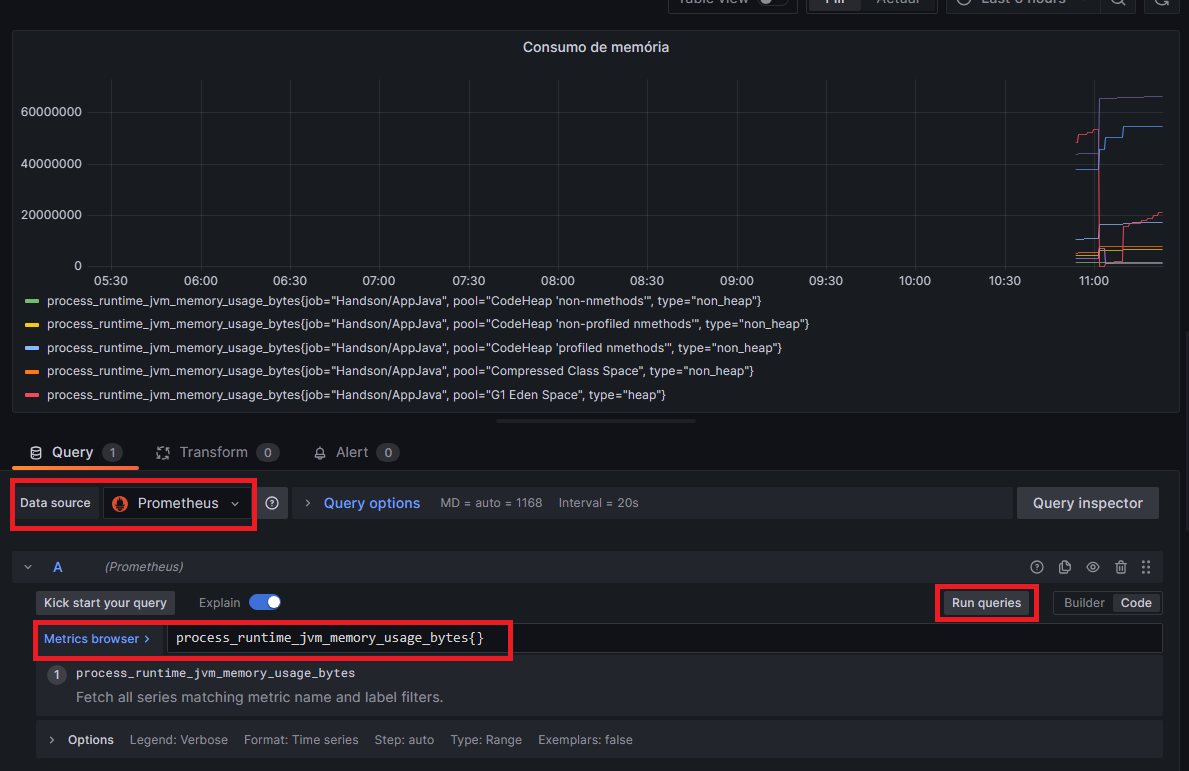 Table view Fill Actual Last 6 hours
Consumo de memória
60000000
40000000
20000000
0
05:30 06:00 06:30 07:00 07:30 08:00 08:30 09:00 09:30 10:00 10:30 11:00
process_runtime_jvm_memory_usage_bytes{job="Handson/AppJava", pool="CodeHeap 'non-nmethods'", type="non_heap"}
process_runtime_jvm_memory_usage_bytes{job="Handson/AppJava", pool="CodeHeap 'non-profiled nmethods'", type="non_heap"}
process_runtime_jvm_memory_usage_bytes{job="Handson/AppJava", pool="CodeHeap 'profiled nmethods'", type="non_heap"}
process_runtime_jvm_memory_usage_bytes{job="Handson/AppJava", pool="Compressed Class Space", type="non_heap"}
process_runtime_jvm_memory_usage_bytes{job="Handson/AppJava", pool="G1 Eden Space", type="heap"}
Query 1 Transform 0 Alert 0
Data source Prometheus Query options MD = auto = 1168 Interval = 20s Query inspector
A (Prometheus)
Kick start your query Explain Run queries Builder Code
Metrics browser > process_runtime_jvm_memory_usage_bytes{}
1 process_runtime_jvm_memory_usage_bytes
Fetch all series matching metric name and label filters.
Options Legend: Verbose Format: Time series Step: auto Type: Range Exemplars: false